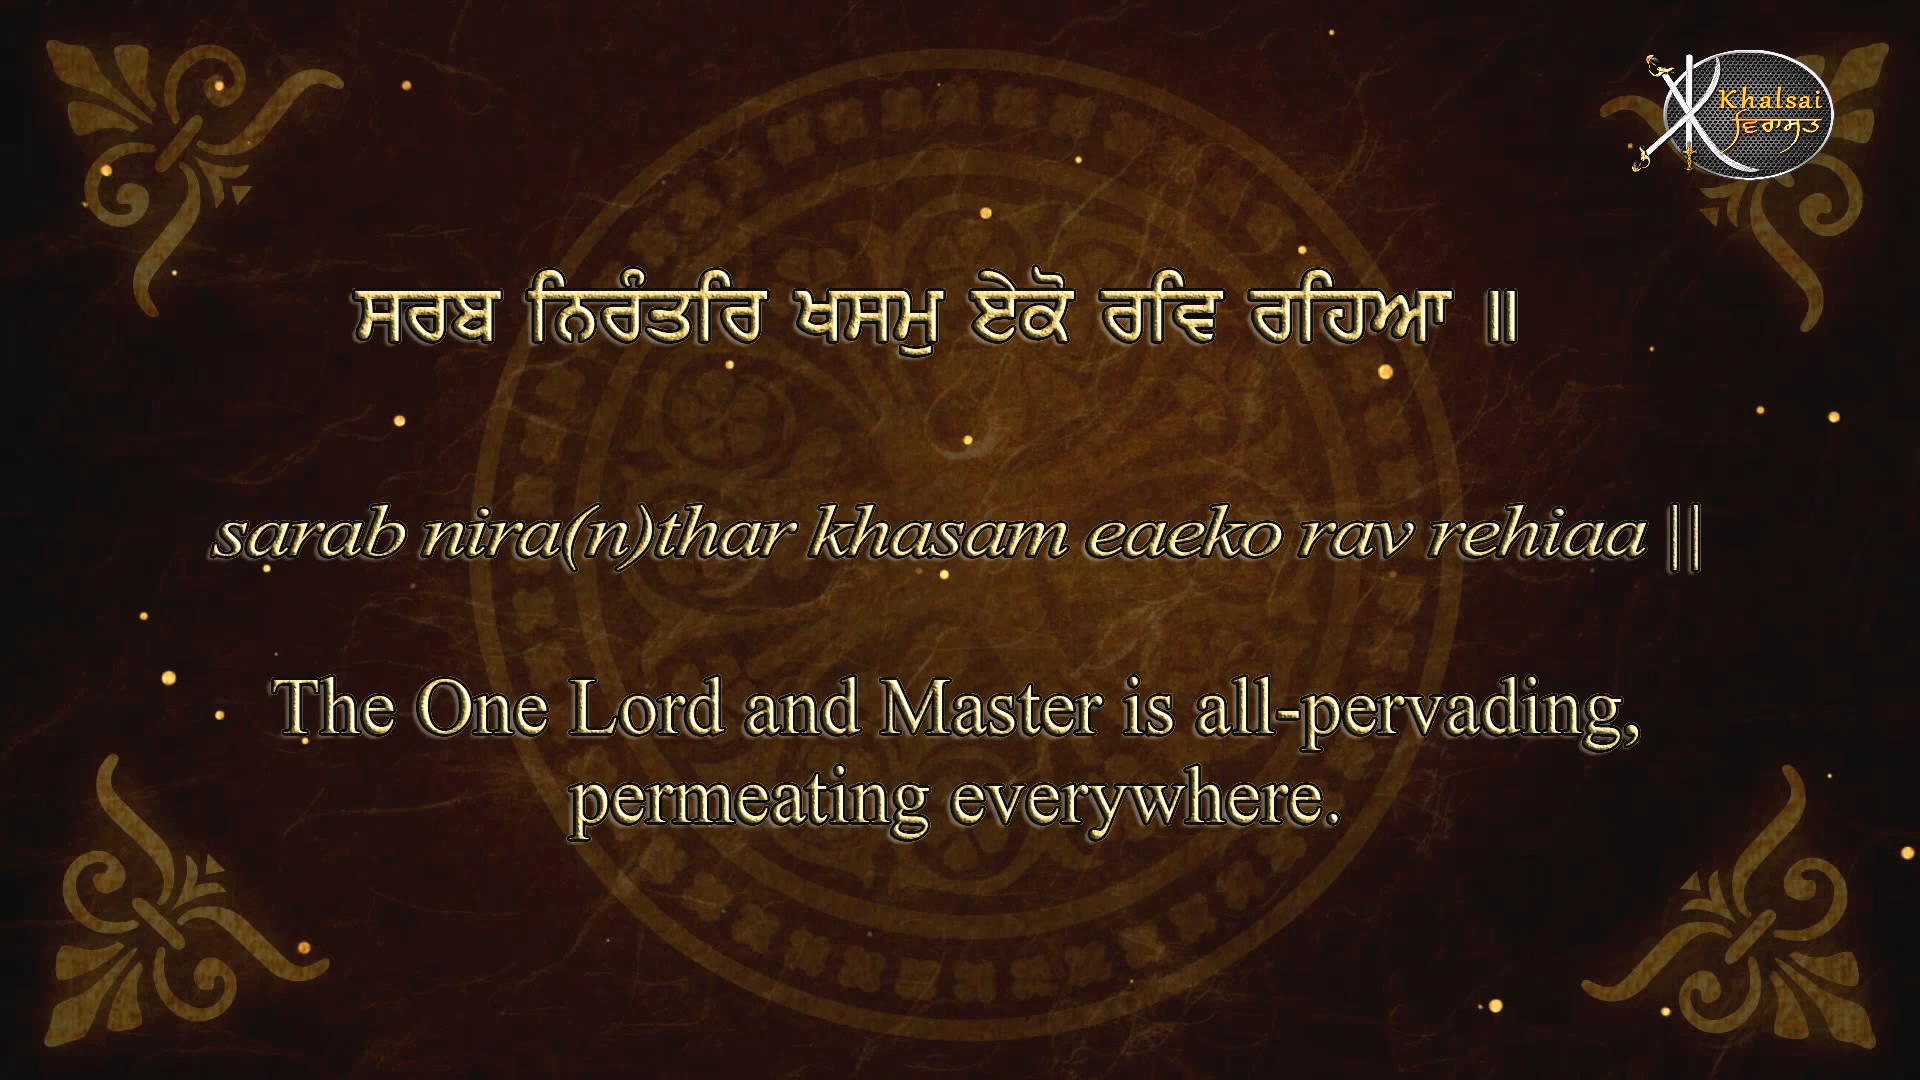 Khalsai
ਵਿਰਾਸਤ
ਸਰਬ ਨਿਰੰਤਰਿ ਖਸਮੁ ਏਕੋ ਰਵਿ ਰਹਿਆ ॥
sarab nira(n)thar khasam eaeko rav rehiaa ||
The One Lord and Master is all-pervading,
permeating everywhere.